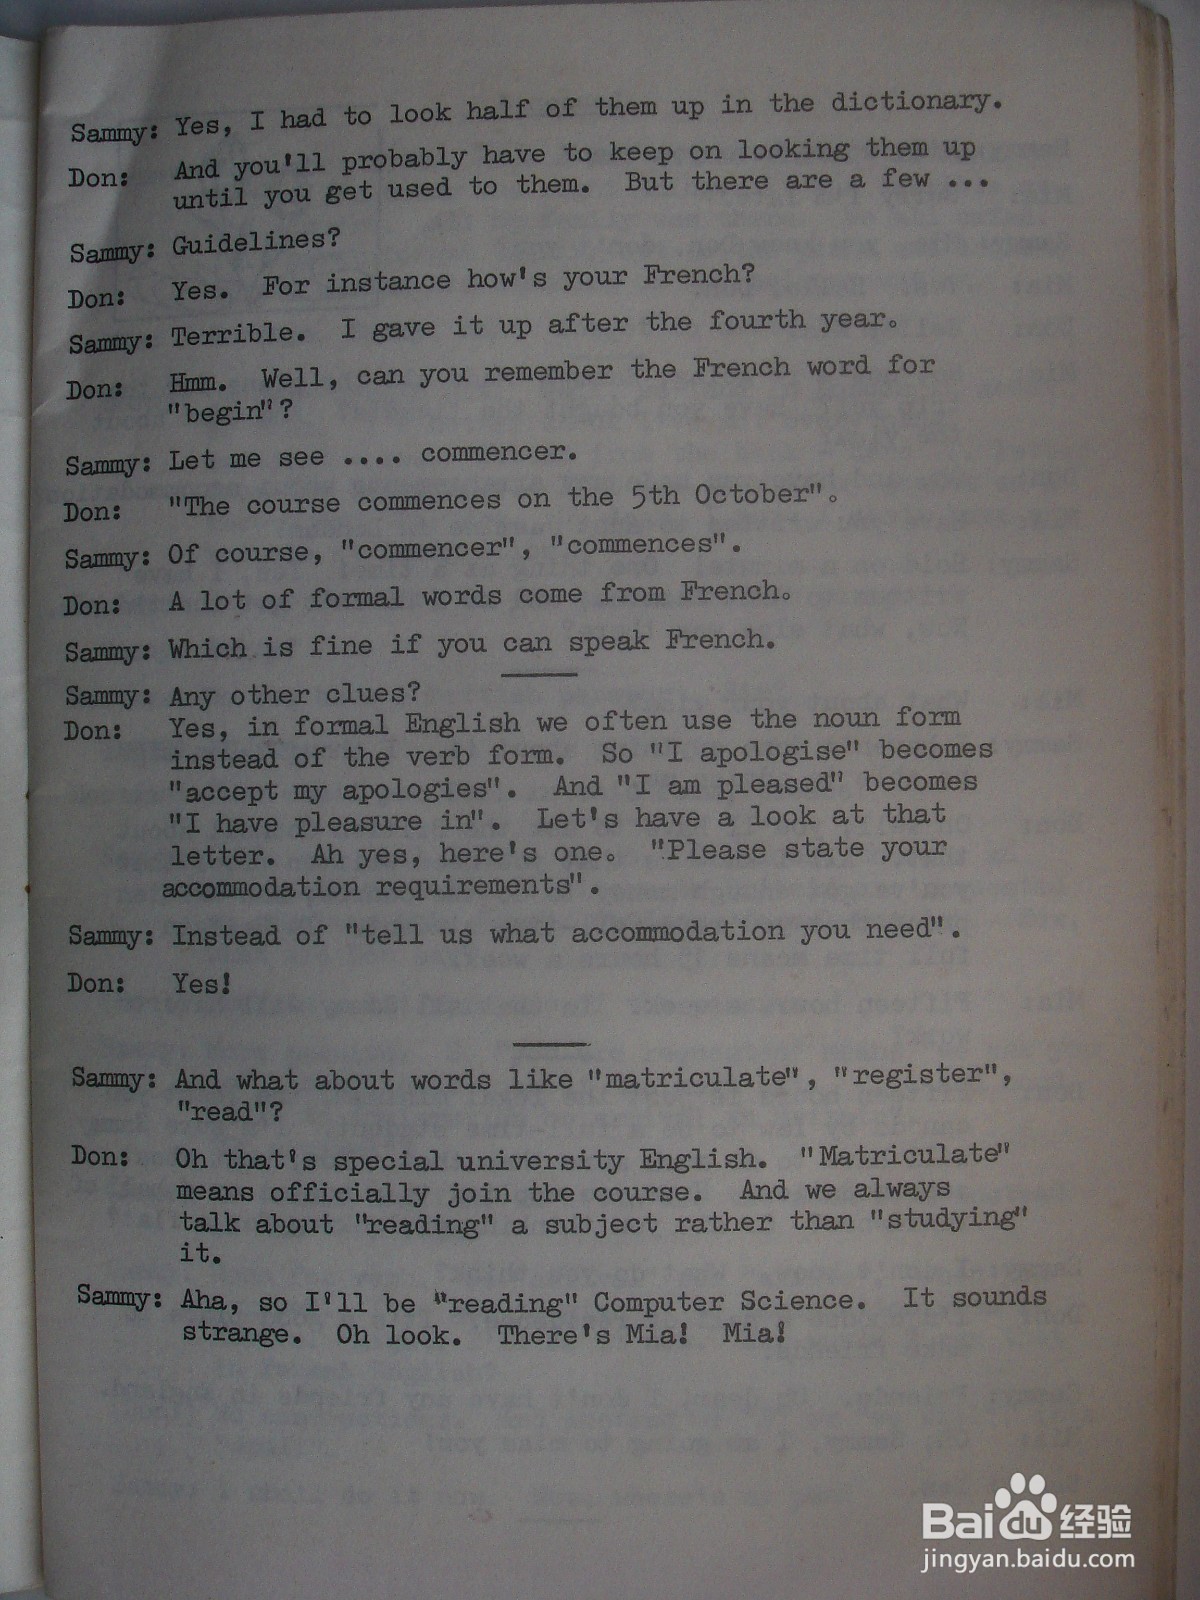 Sammy: Yes, I had to look half of them up in the dictionary.
Don: And you'll probably have to keep on looking them up
until you get used to them. But there are a few ...
Sammy: Guidelines?
Don: Yes. For instance how's your French?
Sammy: Terrible. I gave it up after the fourth year.
Don: Hmm. Well, can you remember the French word for
"begin"?
Sammy: Let me see .... commencer.
Don: "The course commences on the 5th October".
Sammy: Of course, "commencer", "commences".
Don: A lot of formal words come from French.
Sammy: Which is fine if you can speak French.
Sammy: Any other clues?
Don: Yes, in formal English we often use the noun form
instead of the verb form. So "I apologise" becomes
"accept my apologies". And "I am pleased" becomes
"I have pleasure in". Let's have a look at that
letter. Ah yes, here's one. "Please state your
accommodation requirements".
Sammy: Instead of "tell us what accommodation you need".
Don: Yes!
Sammy: And what about words like "matriculate", "register",
"read"?
Don: Oh that's special university English. "Matriculate"
means officially join the course. And we always
talk about "reading" a subject rather than "studying"
it.
Sammy: Aha, so I'll be "reading" Computer Science. It sounds
strange. Oh look. There's Mia! Mia!
Baidu经验
jingyan.baidu.com